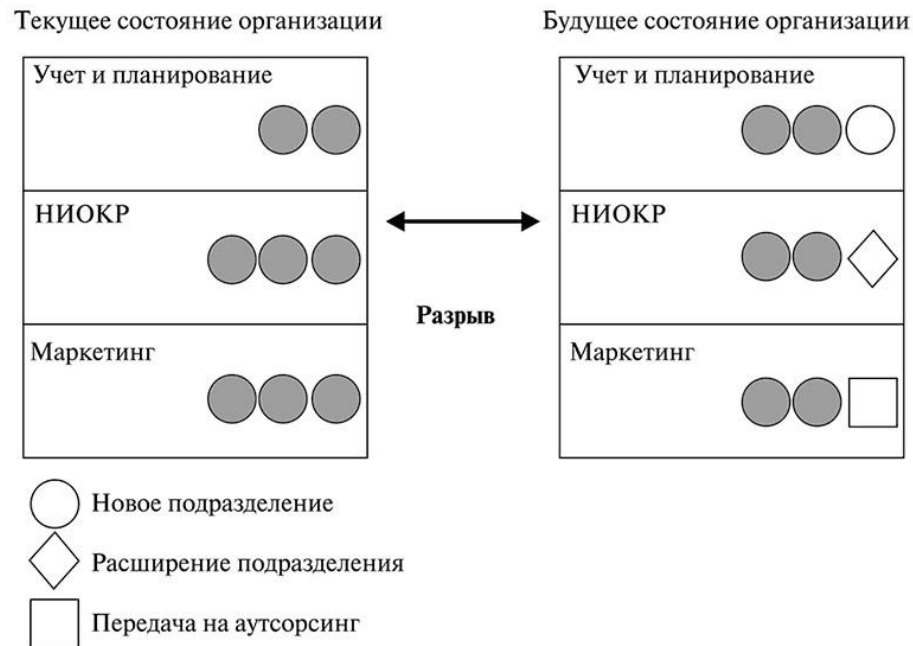 Текущее состояние организации
Будущее состояние организации
Учет и планирование
Учет и планирование
НИОКР
НИОКР
Разрыв
Маркетинг
Маркетинг
Новое подразделение
Расширение подразделения
Передача на аутсорсинг